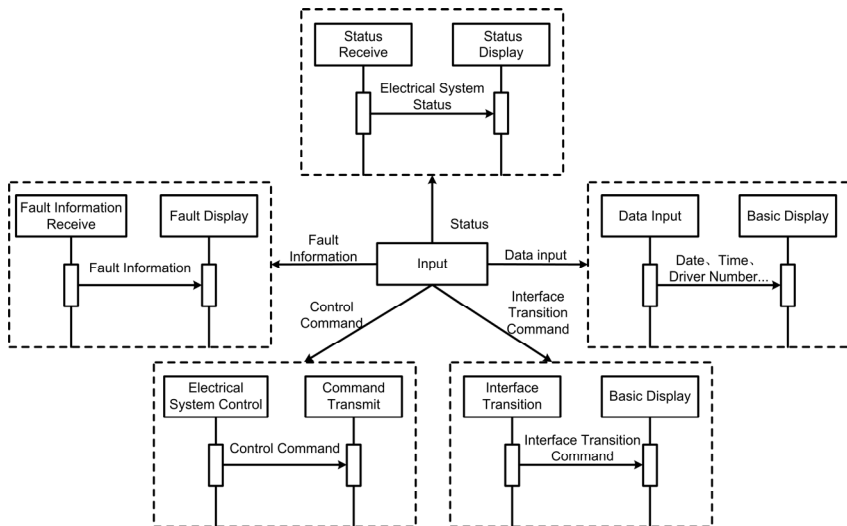 Status
Receive
Status
Display
Electrical System
Status
Status
Fault Information
Receive
Fault Display
Fault Information
Fault
Information
Input
Data input
Data Input
Basic Display
Date、Time、
Driver Number...
Control
Command
Interface
Transition
Command
Electrical
System Control
Command
Transmit
Control Command
Interface
Transition
Basic Display
Interface Transition
Command